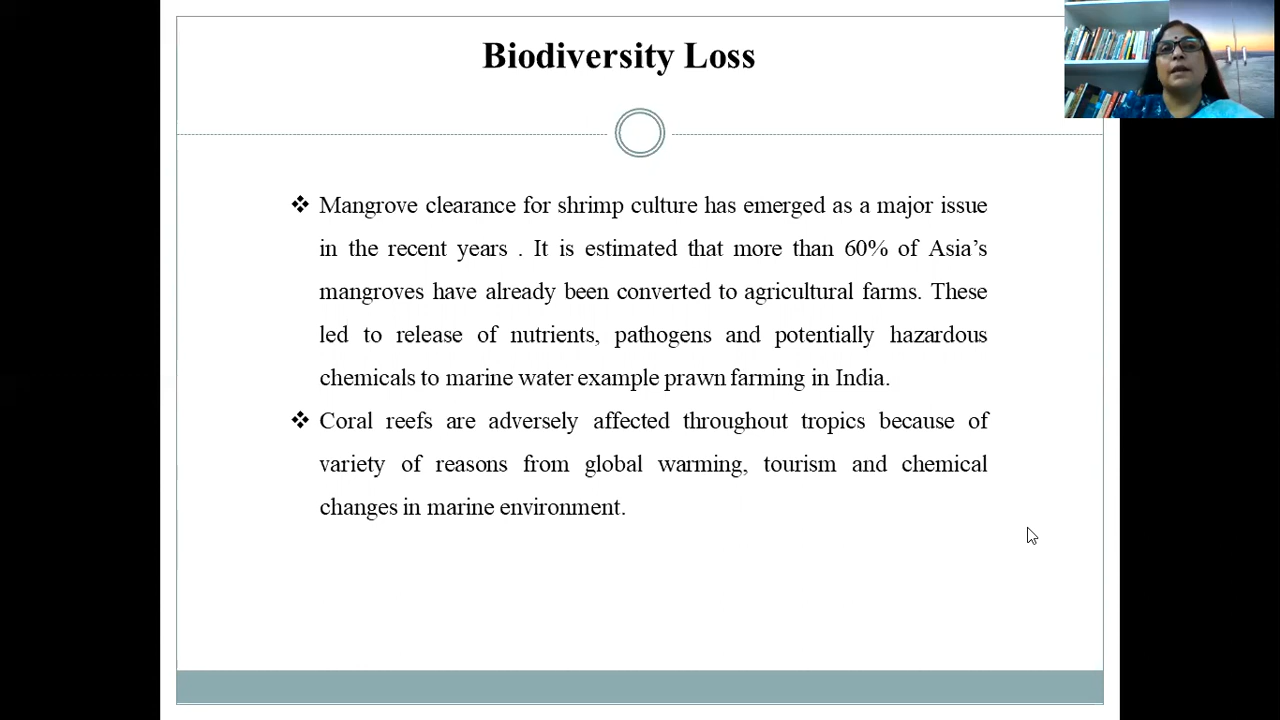 Biodiversity Loss
❖ Mangrove clearance for shrimp culture has emerged as a major issue
in the recent years . It is estimated that more than 60% of Asia’s
mangroves have already been converted to agricultural farms. These
led to release of nutrients, pathogens and potentially hazardous
chemicals to marine water example prawn farming in India.
❖ Coral reefs are adversely affected throughout tropics because of
variety of reasons from global warming, tourism and chemical
changes in marine environment.